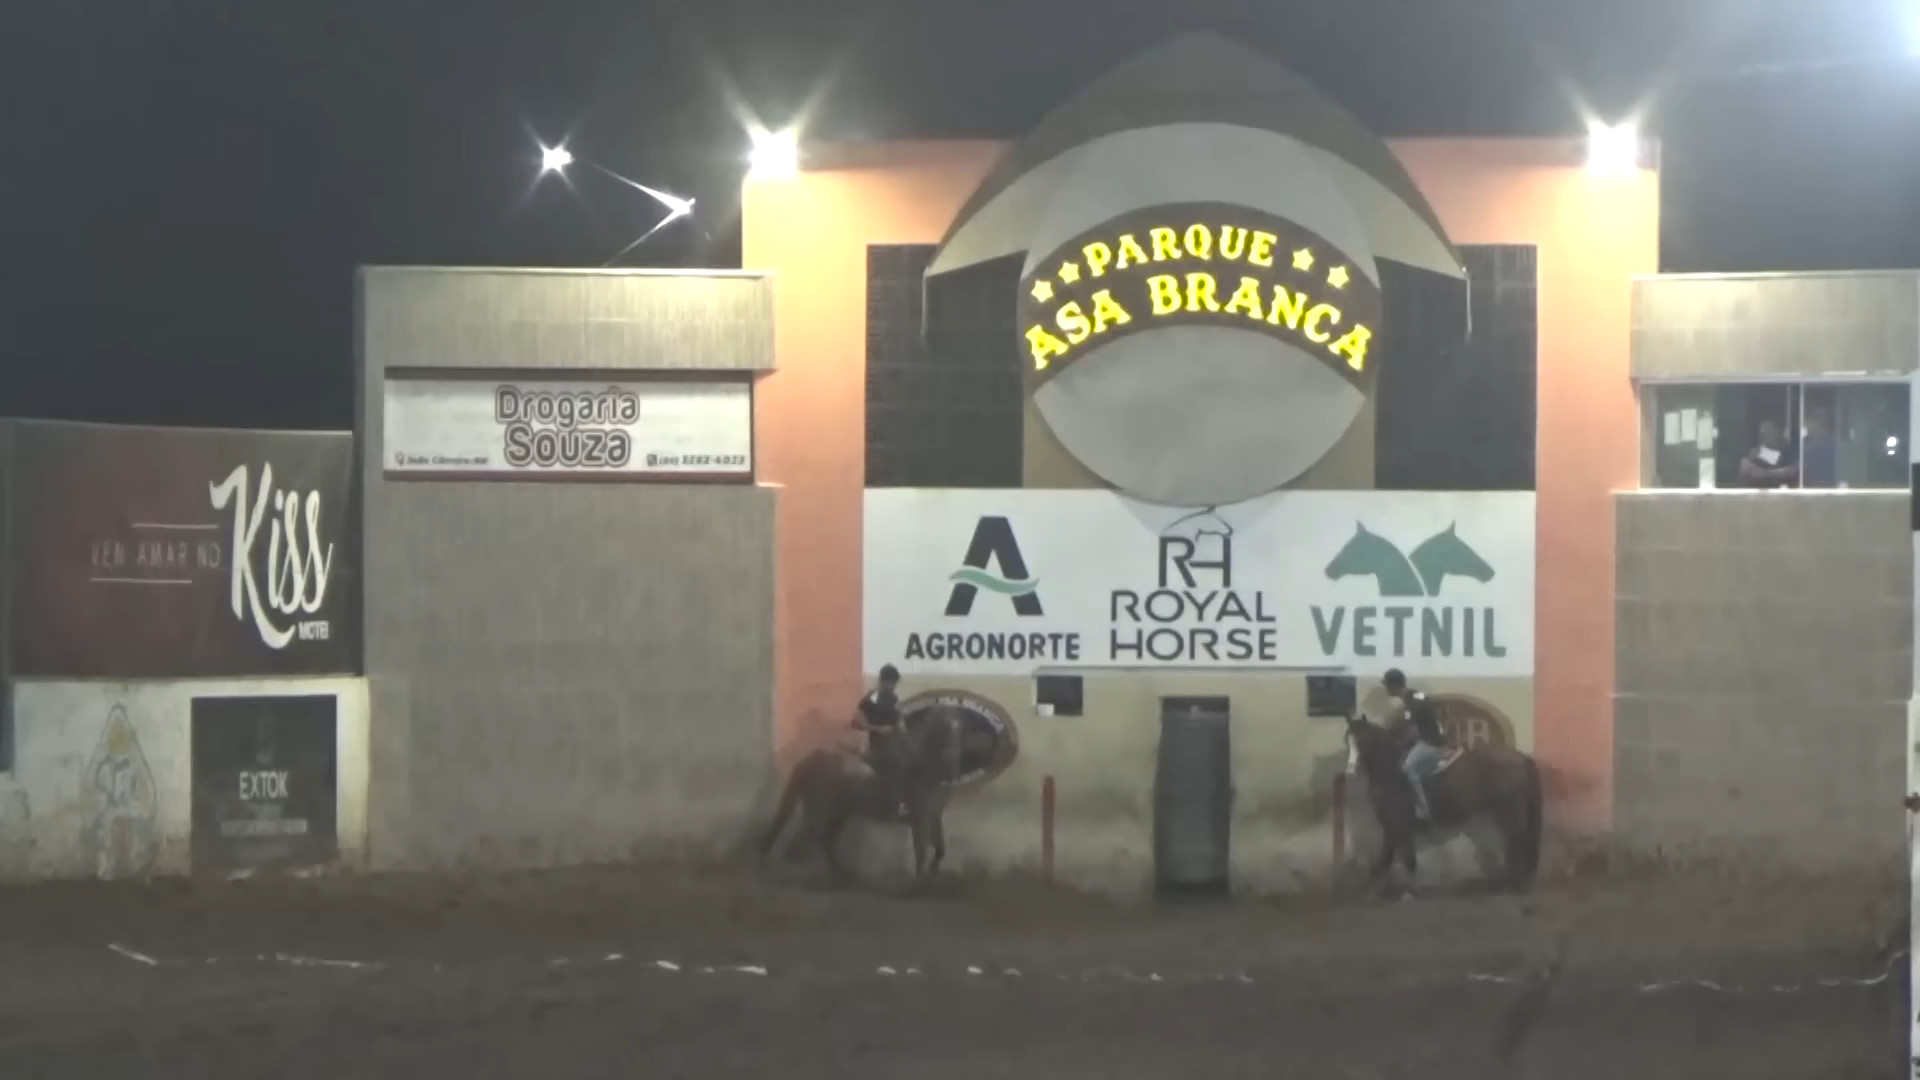 PARQUE
ASA BRANCA
Drogaria
Souza
VEM AMAR NO
Kiss
MOTEL
AGRONORTE
RH
ROYAL
HORSE
VETNIL
EXTOK